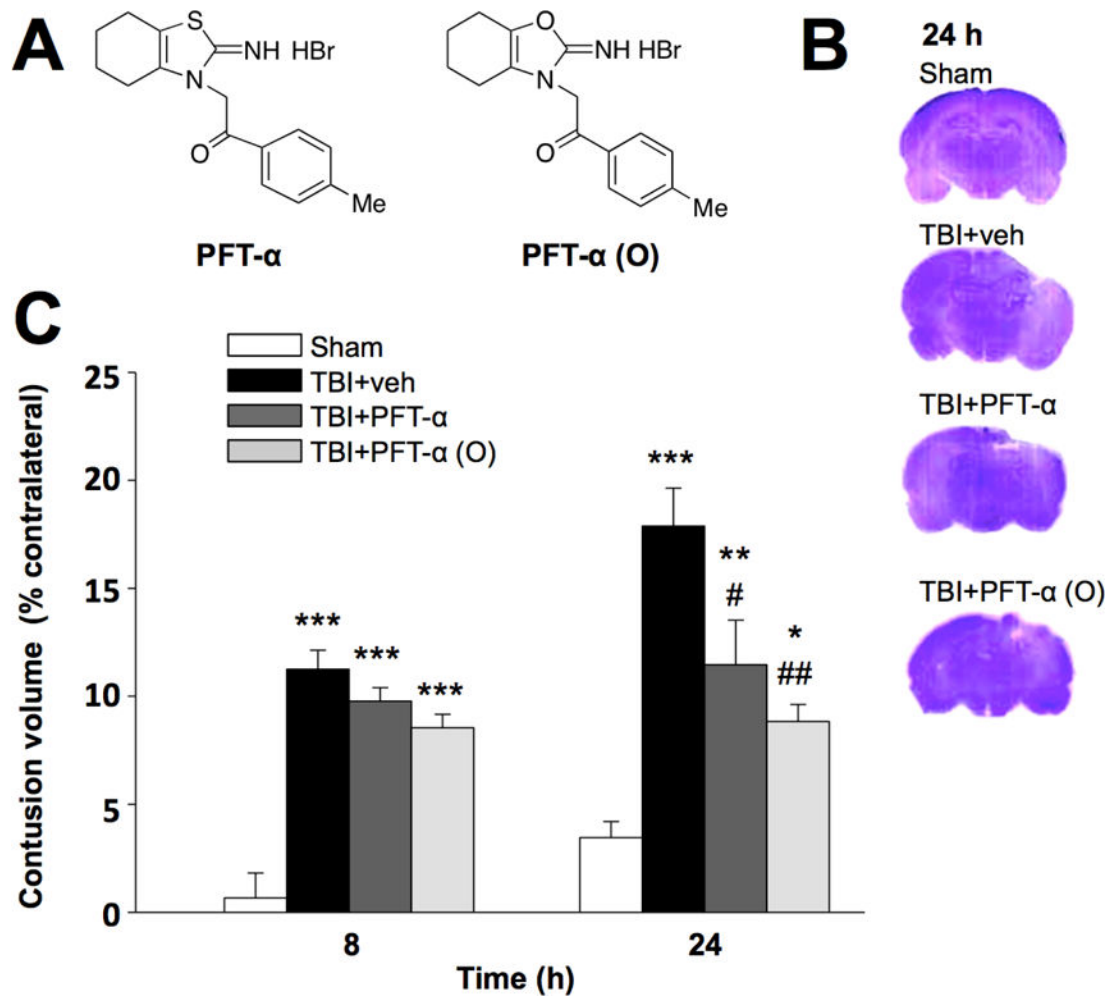 A
S
NH HBr
N
O
Me
PFT-α
O
NH HBr
N
O
Me
PFT-α (O)
B
24 h
Sham
TBI+veh
TBI+PFT-α
TBI+PFT-α (O)
C
Sham
TBI+veh
TBI+PFT-α
TBI+PFT-α (O)
Contusion volume (% contralateral)
25
20
15
10
5
0
***
***
***
***
**
#
*
##
8
24
Time (h)